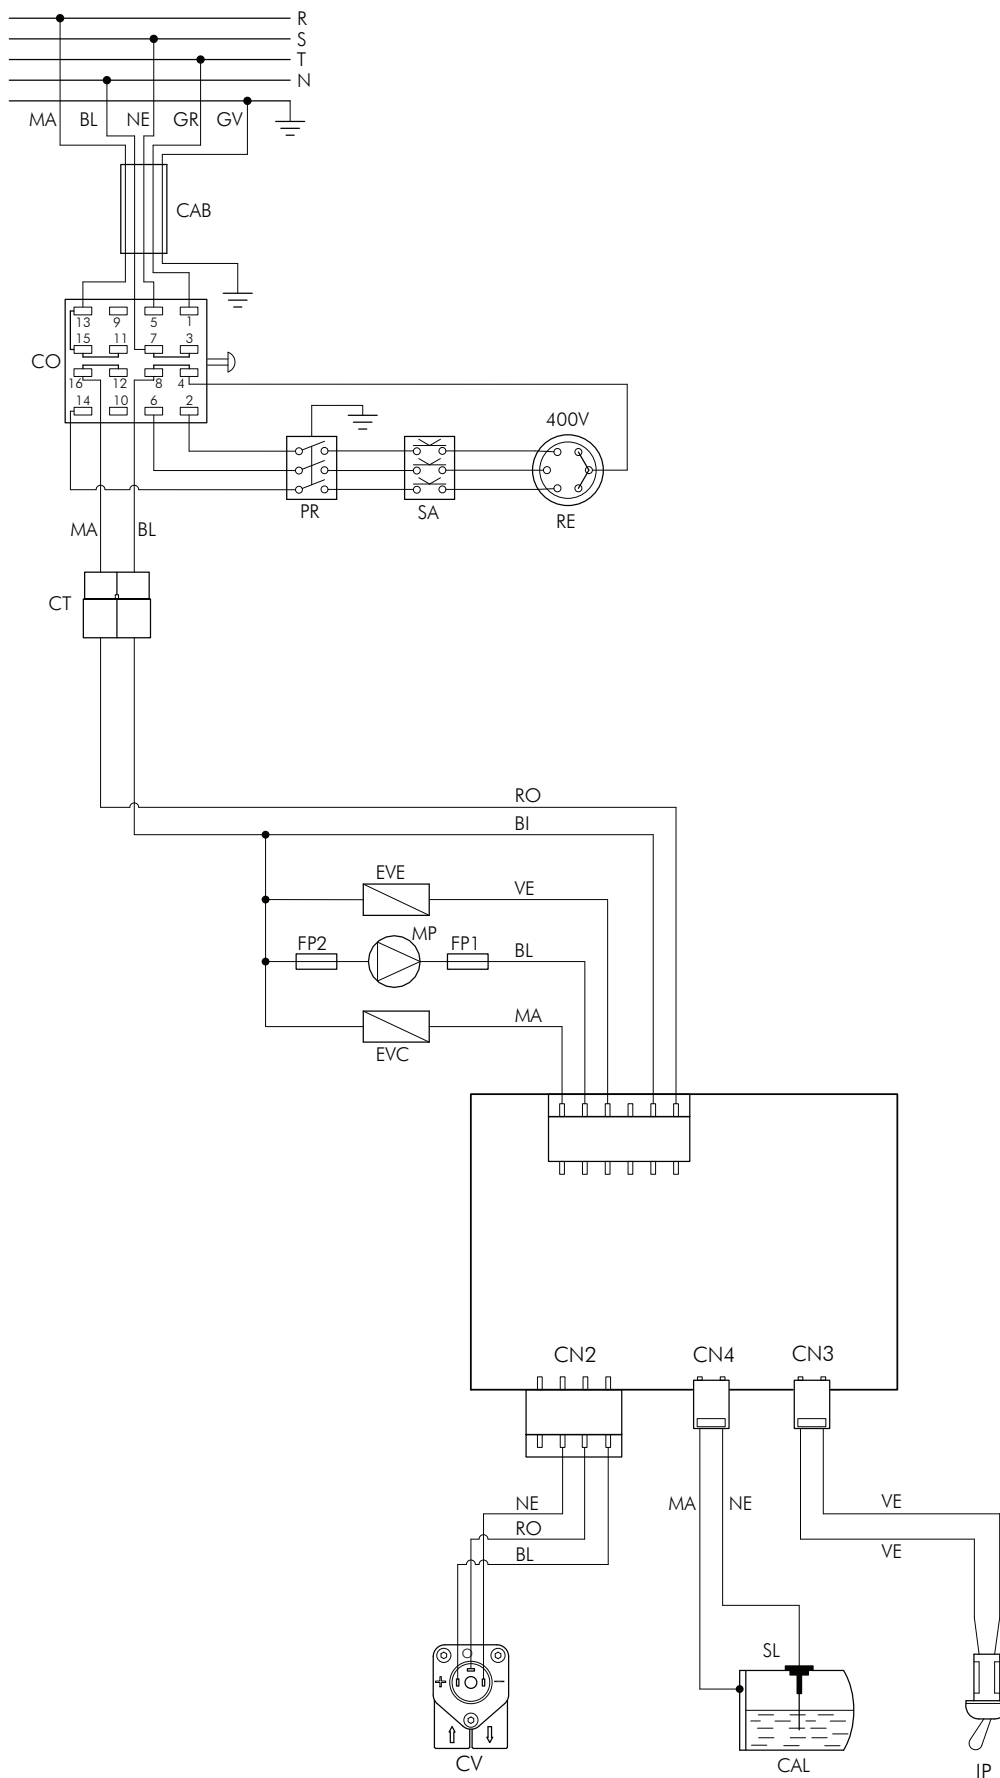 R
S
T
N
MA BL NE GR GV
CAB
13 9 5 1
15 11 7 3
CO
16 12 8 4
14 10 6 2
400V
PR SA RE
MA BL
CT
RO
BI
EVE VE
FP2 MP FP1 BL
MA
EVC
CN2 CN4 CN3
NE MA NE VE
RO
BL VE
SL
+ −
CV CAL IP